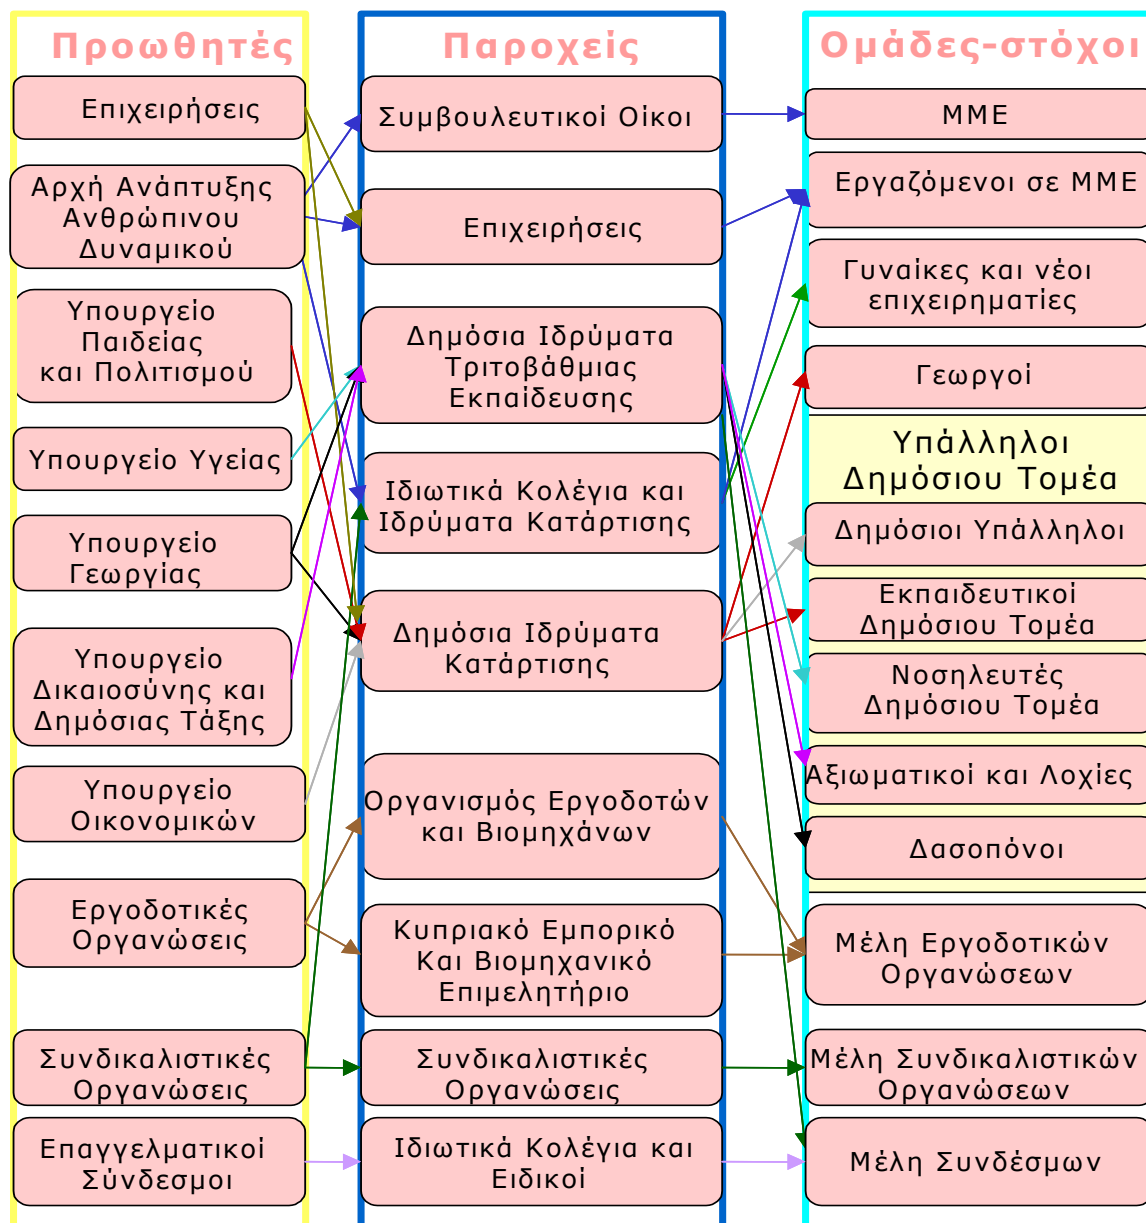 Προωθητές
Επιχειρήσεις
Αρχή Ανάπτυξης
Ανθρώπινου
Δυναμικού
Υπουργείο
Παιδείας
και Πολιτισμού
Υπουργείο Υγείας
Υπουργείο
Γεωργίας
Υπουργείο
Δικαιοσύνης και
Δημόσιας Τάξης
Υπουργείο
Οικονομικών
Εργοδοτικές
Οργανώσεις
Συνδικαλιστικές
Οργανώσεις
Επαγγελματικοί
Σύνδεσμοι
Παροχείς
Συμβουλευτικοί Οίκοι
Επιχειρήσεις
Δημόσια Ιδρύματα
Τριτοβάθμιας
Εκπαίδευσης
Ιδιωτικά Κολέγια και
Ιδρύματα Κατάρτισης
Δημόσια Ιδρύματα
Κατάρτισης
Οργανισμός Εργοδοτών
και Βιομηχάνων
Κυπριακό Εμπορικό
Και Βιομηχανικό
Επιμελητήριο
Συνδικαλιστικές
Οργανώσεις
Ιδιωτικά Κολέγια και
Ειδικοί
Ομάδες-στόχοι
ΜΜΕ
Εργαζόμενοι σε ΜΜΕ
Γυναίκες και νέοι
επιχειρηματίες
Γεωργοί
Υπάλληλοι
Δημόσιου Τομέα
Δημόσιοι Υπάλληλοι
Εκπαιδευτικοί
Δημόσιου Τομέα
Νοσηλευτές
Δημόσιου Τομέα
Αξιωματικοί και Λοχίες
Δασοπόνοι
Μέλη Εργοδοτικών
Οργανώσεων
Μέλη Συνδικαλιστικών
Οργανώσεων
Μέλη Συνδέσμων